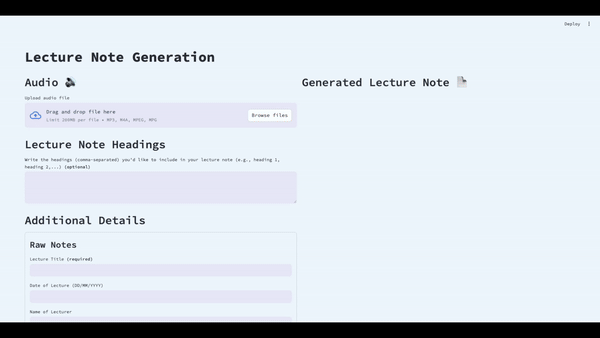 Deploy
Lecture Note Generation
Audio
Generated Lecture Note
Upload audio file
Drag and drop file here
Limit 200MB per file • MP3, M4A, MPEG, MPG
Browse files
Lecture Note Headings
Write the headings (comma-separated) you'd like to include in your lecture note (e.g., heading 1,
heading 2,...) (optional)
Additional Details
Raw Notes
Lecture Title (required)
Date of Lecture (DD/MM/YYYY)
Name of Lecturer